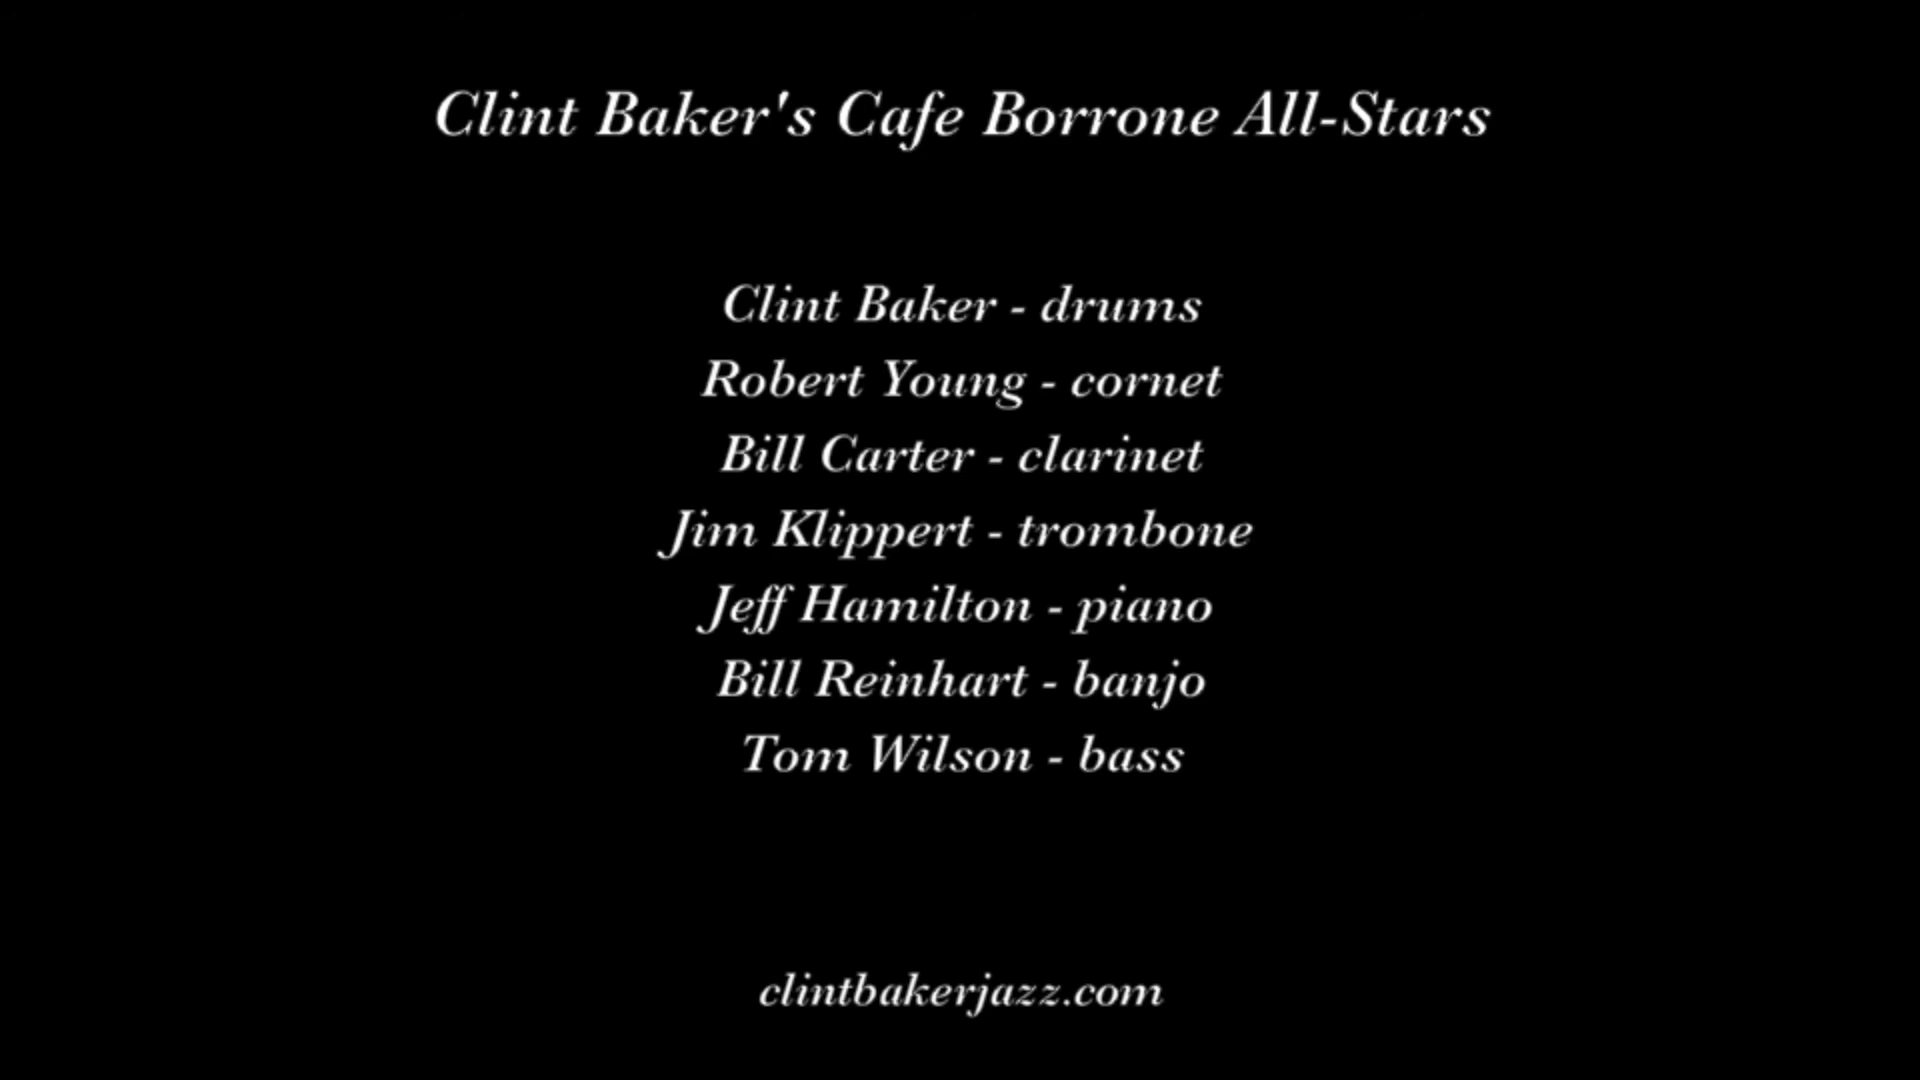 Clint Baker's Cafe Borrone All-Stars
Clint Baker - drums
Robert Young - cornet
Bill Carter - clarinet
Jim Klippert - trombone
Jeff Hamilton - piano
Bill Reinhart - banjo
Tom Wilson - bass
clintbakerjazz.com